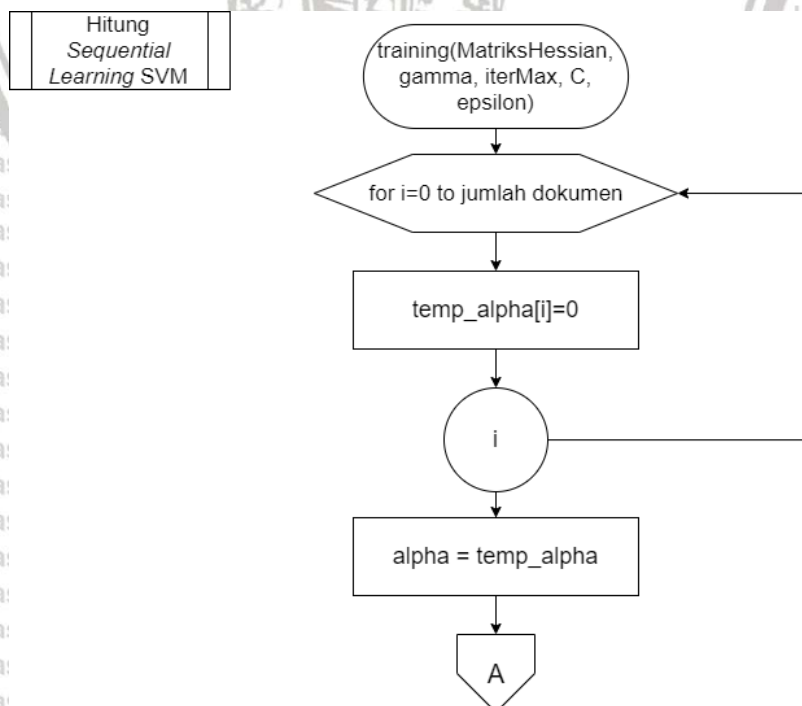 Hitung
Sequential
Learning SVM
training(MatriksHessian,
gamma, iterMax, C,
epsilon)
for i=0 to jumlah dokumen
temp_alpha[i]=0
i
alpha = temp_alpha
A